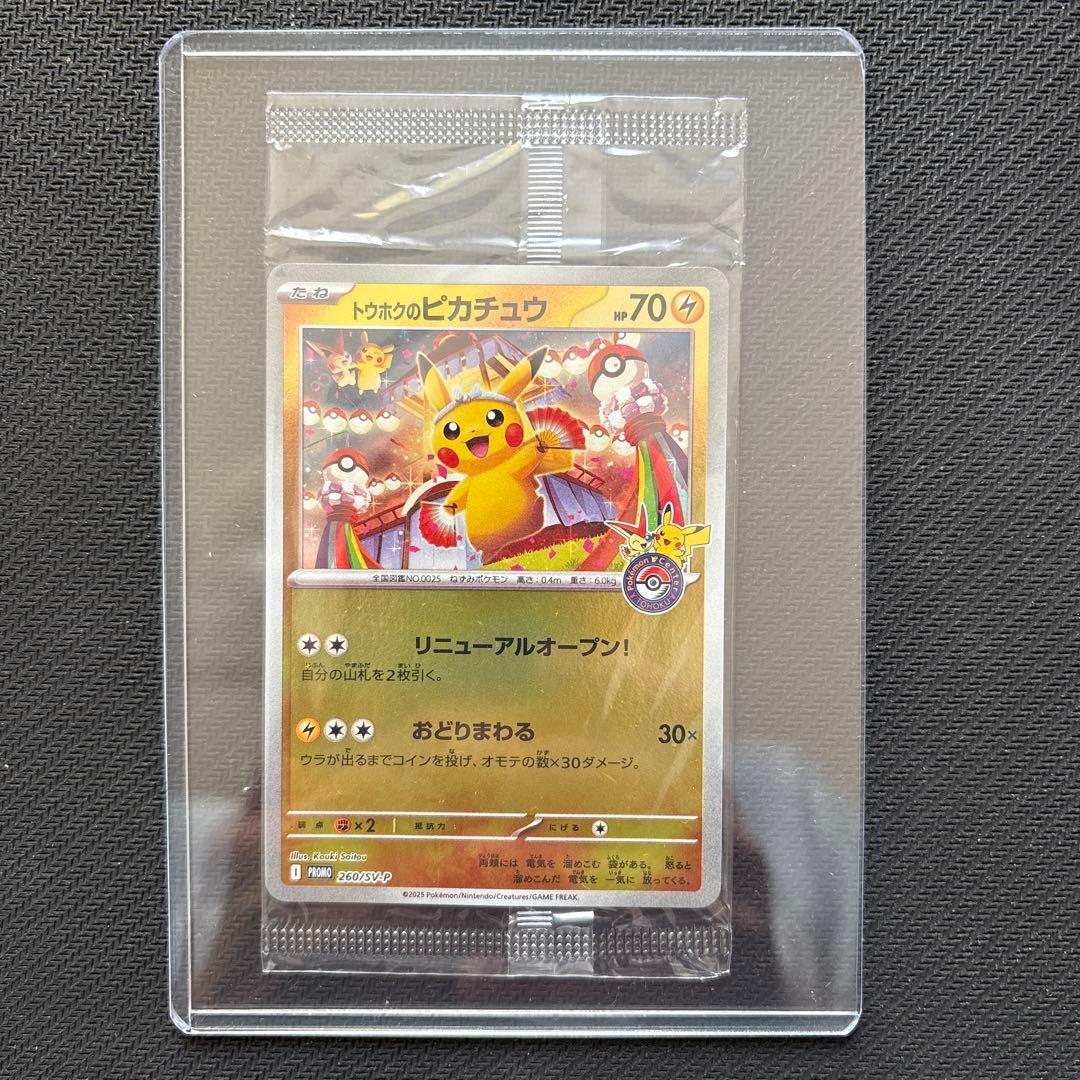 たね
トウホクのピカチュウ HP70
Pokémon Center
TOHOKU
全国図鑑NO.0025 ねずみポケモン 高さ:0.4m 重さ:6.0kg
リニューアルオープン!
自分の山札を2枚引く。
おどりまわる 30×
ウラが出るまでコインを投げ、オモテの数×30ダメージ。
弱点 ×2 抵抗力 にげる
Illus. Kouki Saitou
両頬には 電気を 溜めこむ 袋がある。 怒ると
溜めこんだ 電気を 一気に 放ってくる。
I PROMO 260/SV-P
©2025 Pokémon/Nintendo/Creatures/GAME FREAK.